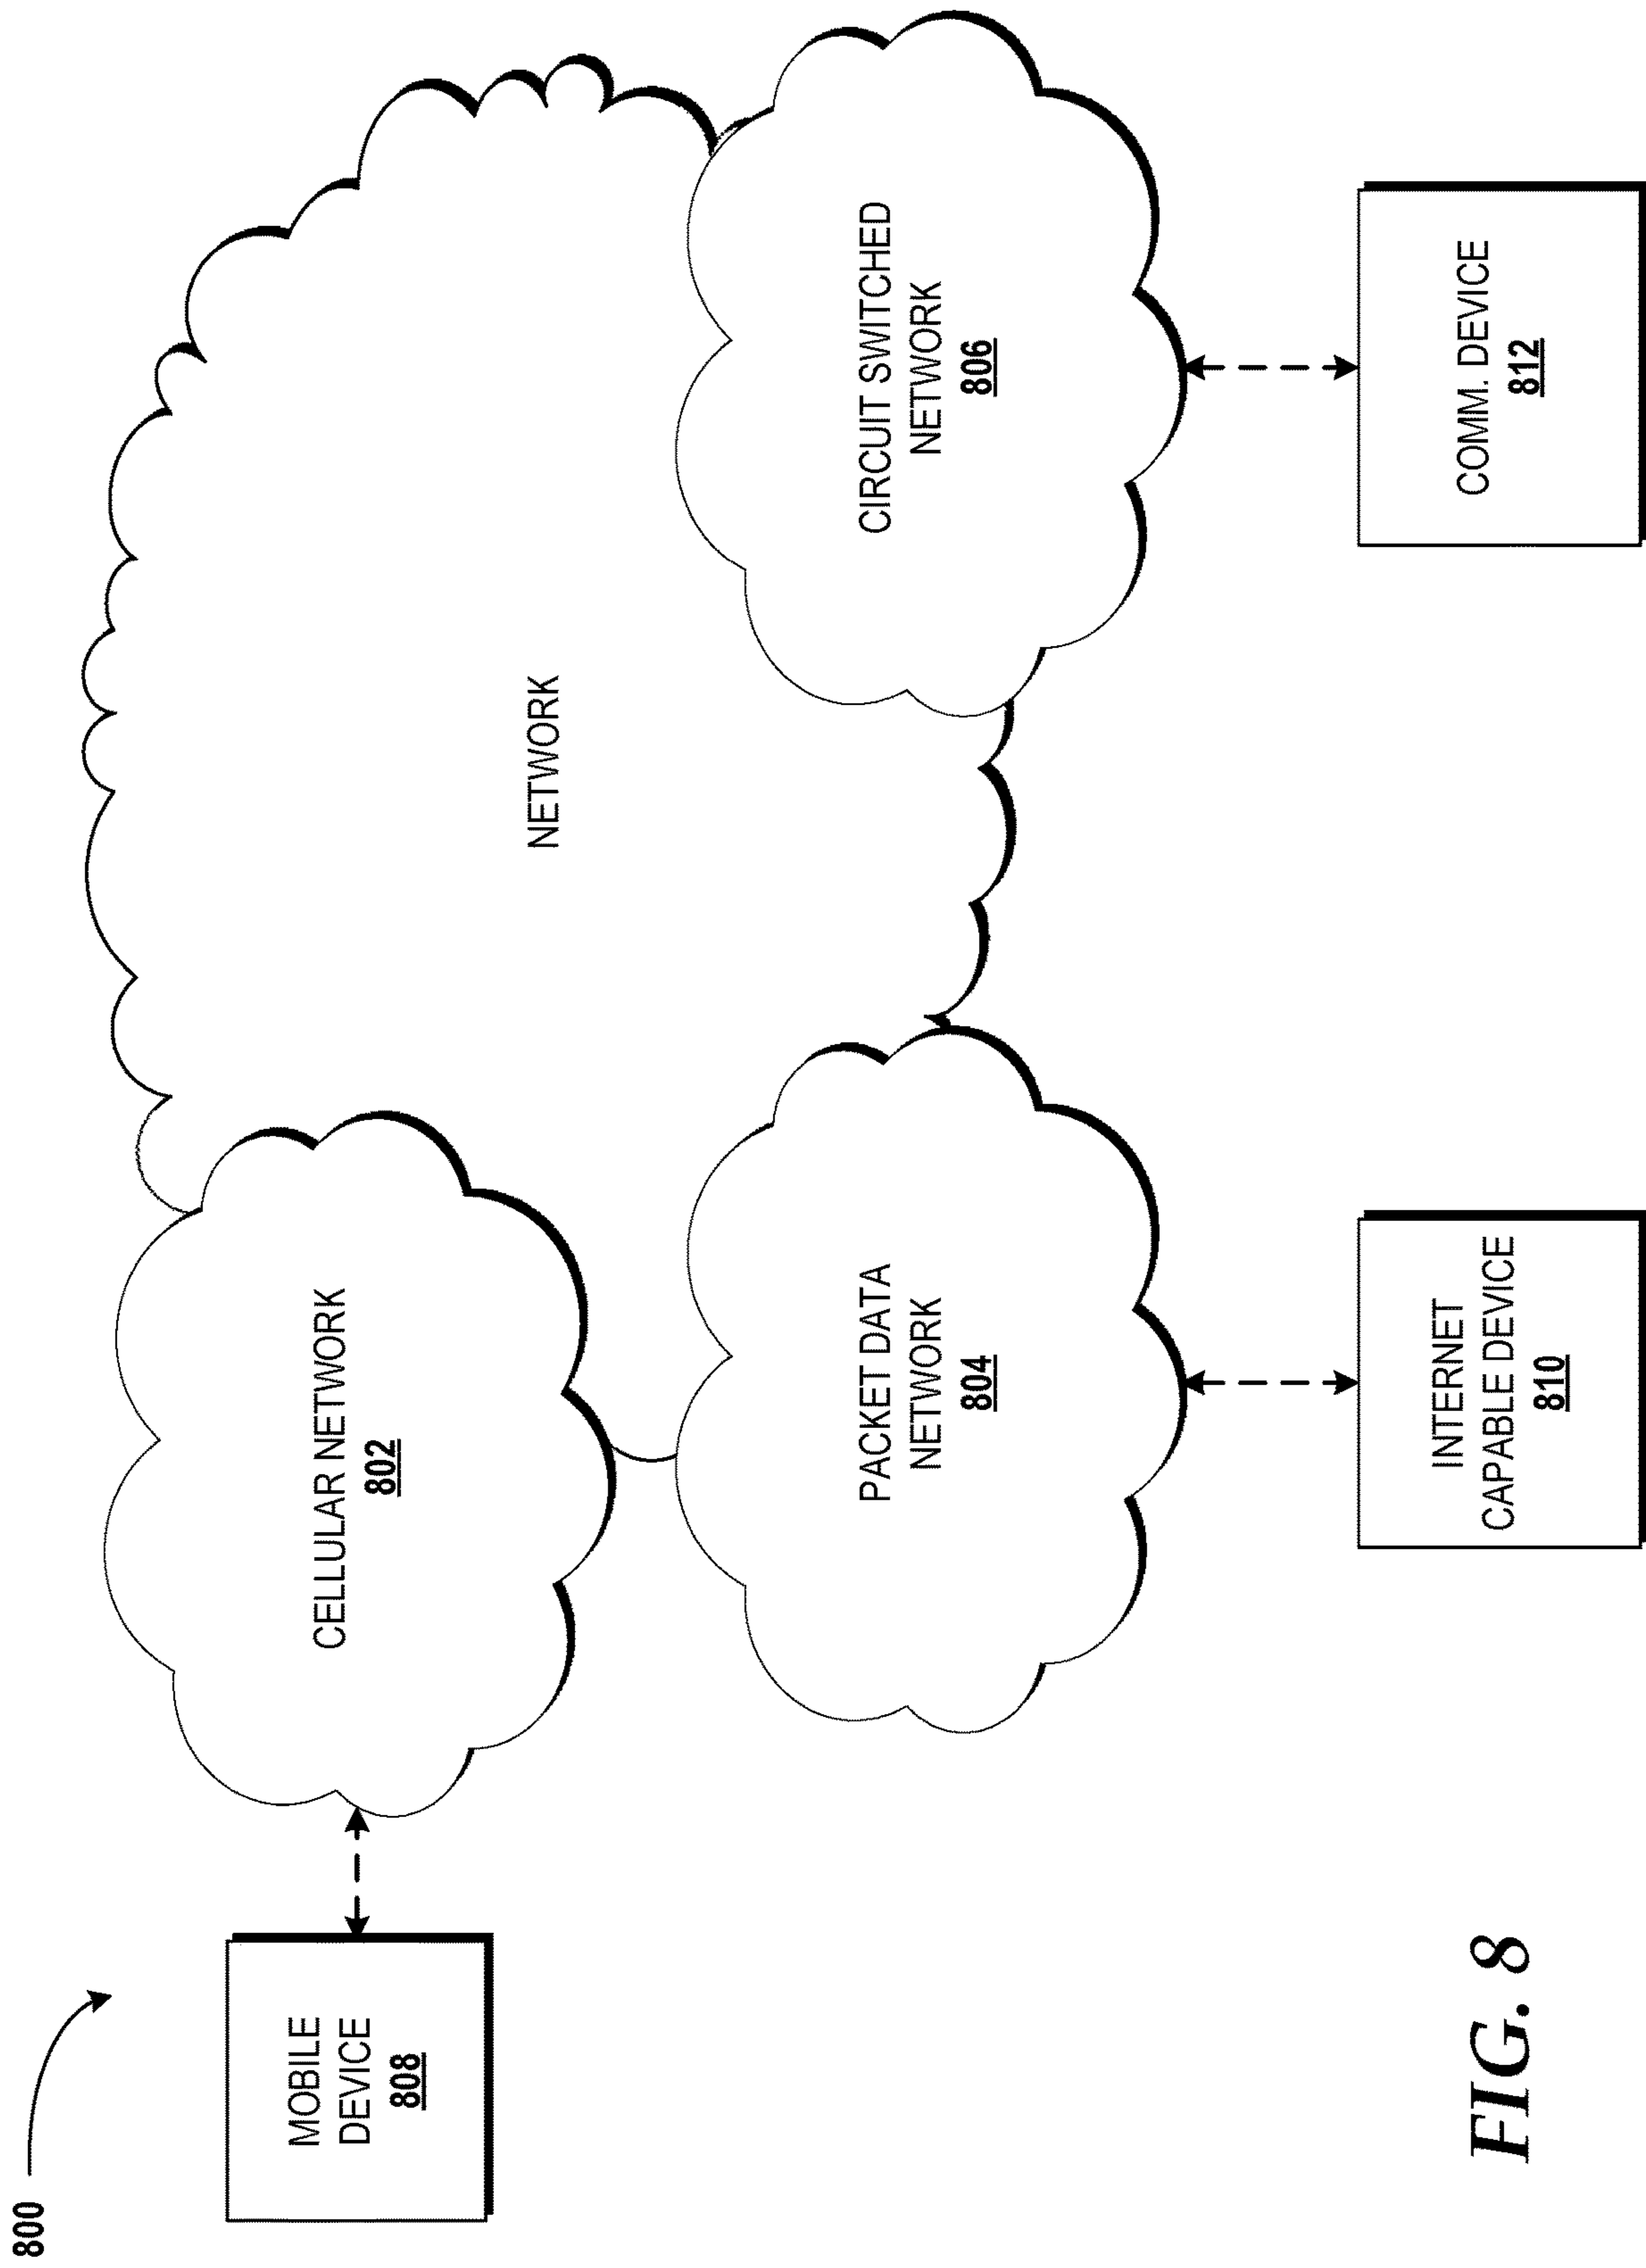 800
MOBILE
DEVICE
808
CELLULAR NETWORK
802
NETWORK
PACKET DATA
NETWORK
804
CIRCUIT SWITCHED
NETWORK
806
INTERNET
CAPABLE DEVICE
810
COMM. DEVICE
812
FIG. 8